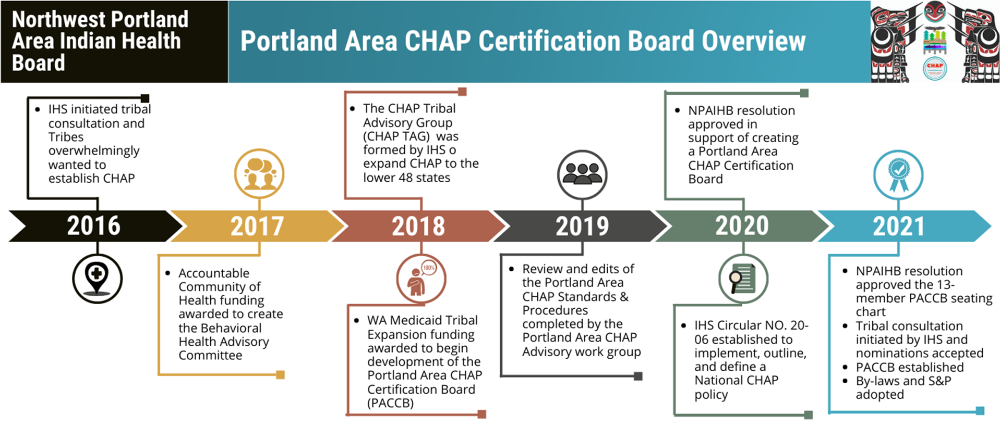 Northwest Portland
Area Indian Health
Board
Portland Area CHAP Certification Board Overview
CHAP
• IHS initiated tribal
consultation and
Tribes
overwhelmingly
wanted to
establish CHAP
2016
2017
• Accountable
Community of
Health funding
awarded to create
the Behavioral
Health Advisory
Committee
• The CHAP Tribal
Advisory Group
(CHAP TAG) was
formed by IHS o
expand CHAP to the
lower 48 states
2018
100%
• WA Medicaid Tribal
Expansion funding
awarded to begin
development of the
Portland Area CHAP
Certification Board
(PACCB)
2019
• Review and edits of
the Portland Area
CHAP Standards &
Procedures
completed by the
Portland Area CHAP
Advisory work group
• NPAIHB resolution
approved in
support of creating
a Portland Area
CHAP Certification
Board
2020
• IHS Circular NO. 20-
06 established to
implement, outline,
and define a
National CHAP
policy
2021
• NPAIHB resolution
approved the 13-
member PACCB seating
chart
• Tribal consultation
initiated by IHS and
nominations accepted
• PACCB established
• By-laws and S&P
adopted